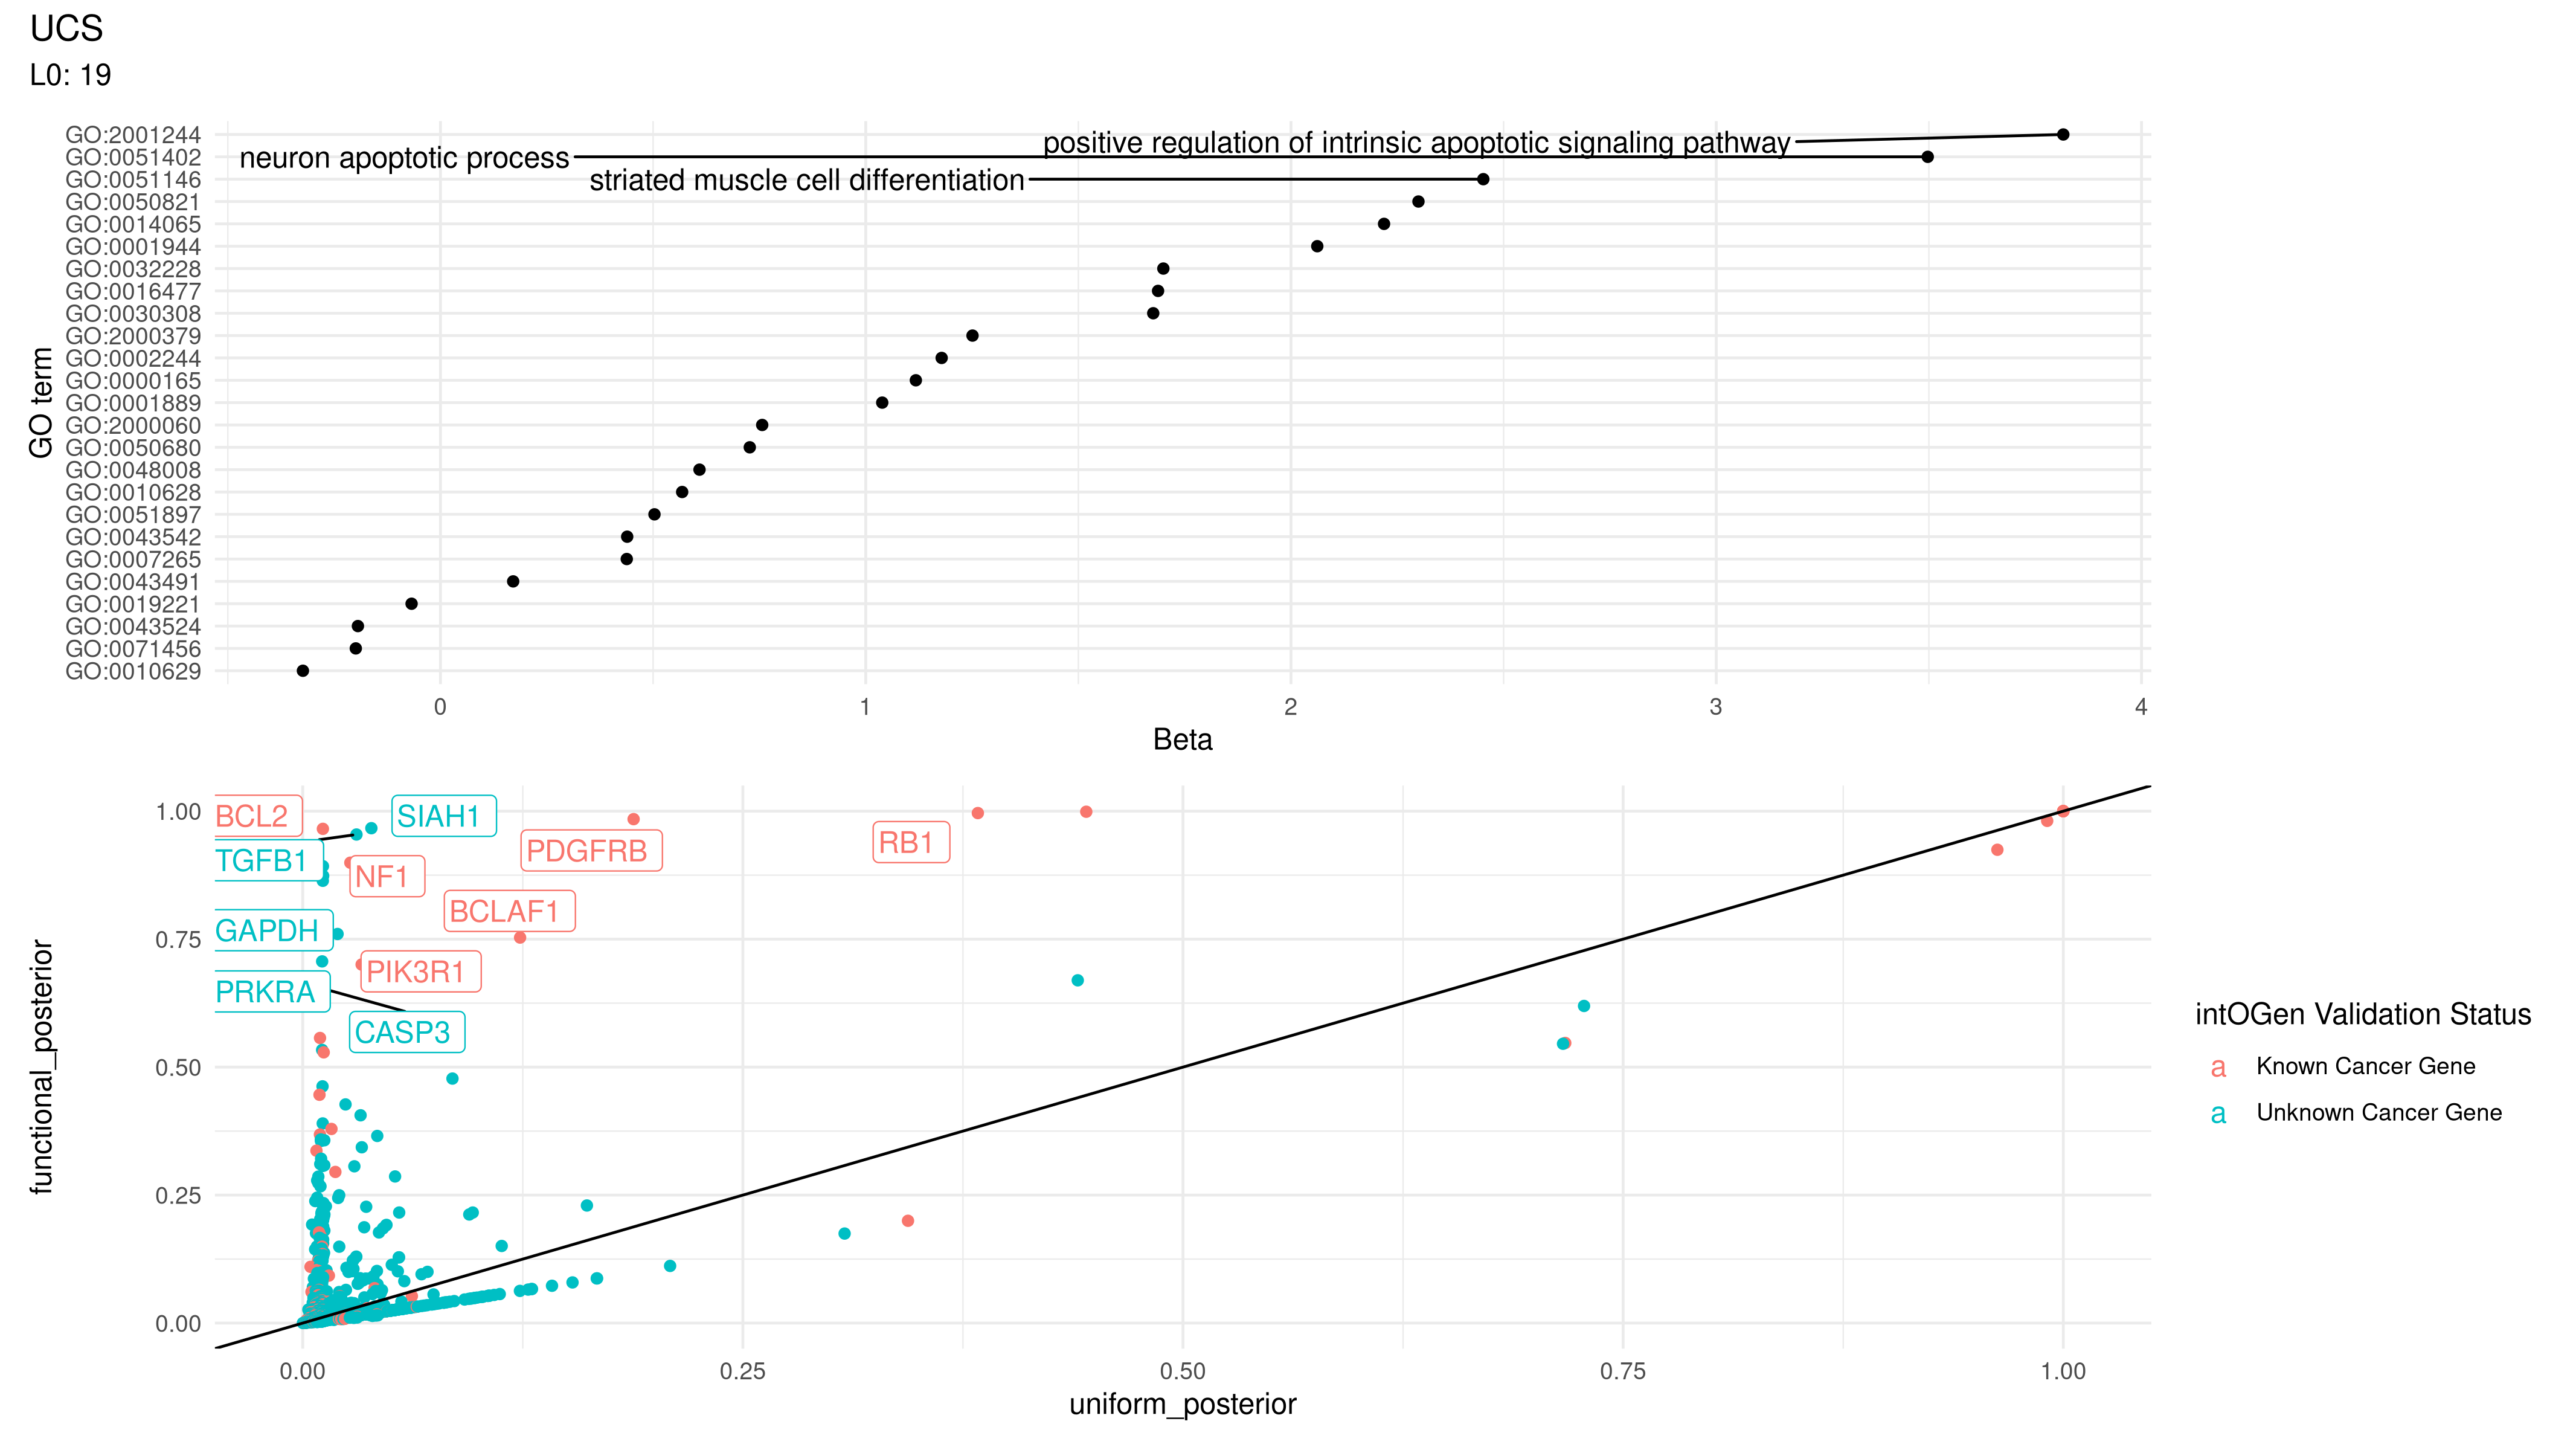 UCS
L0: 19
GO term
GO:2001244
GO:0051402
GO:0051146
GO:0050821
GO:0014065
GO:0001944
GO:0032228
GO:0016477
GO:0030308
GO:2000379
GO:0002244
GO:0000165
GO:0001889
GO:2000060
GO:0050680
GO:0048008
GO:0010628
GO:0051897
GO:0043542
GO:0007265
GO:0043491
GO:0019221
GO:0043524
GO:0071456
GO:0010629
positive regulation of intrinsic apoptotic signaling pathway
neuron apoptotic process
striated muscle cell differentiation
0 1 2 3 4
Beta
functional_posterior
1.00
0.75
0.50
0.25
0.00
BCL2
SIAH1
TGFB1
NF1
PDGFRB
RB1
BCLAF1
GAPDH
PIK3R1
PRKRA
CASP3
0.00 0.25 0.50 0.75 1.00
uniform_posterior
intOGen Validation Status
a Known Cancer Gene
a Unknown Cancer Gene